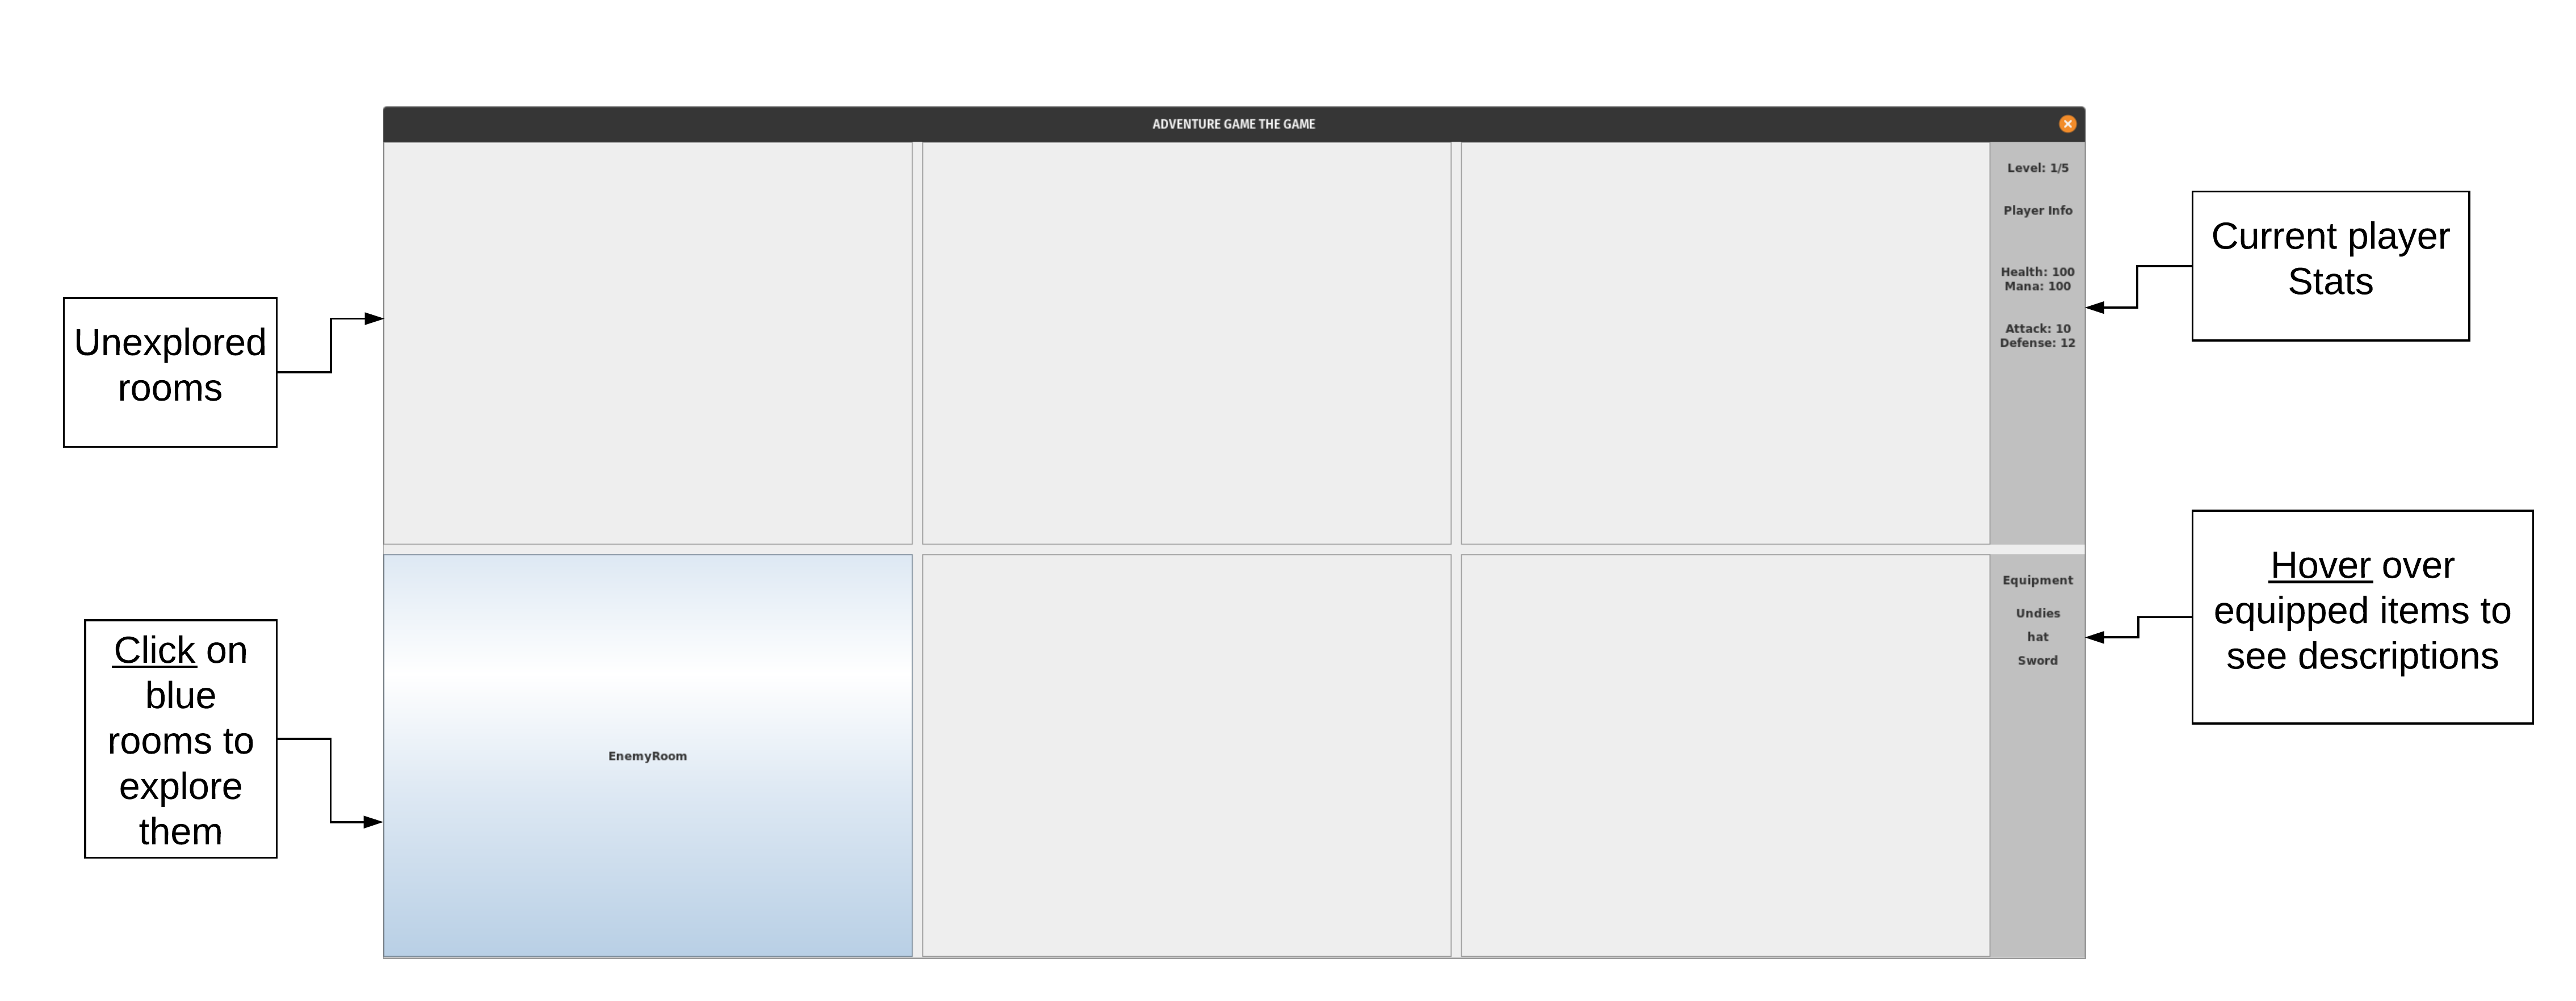 ADVENTURE GAME THE GAME
Level: 1/5
Player Info
Health: 100
Mana: 100
Attack: 10
Defense: 12
Current player
Stats
Unexplored
rooms
Hover over
equipped items to
see descriptions
Equipment
Undies
hat
Sword
Click on
blue
rooms to
explore
them
EnemyRoom